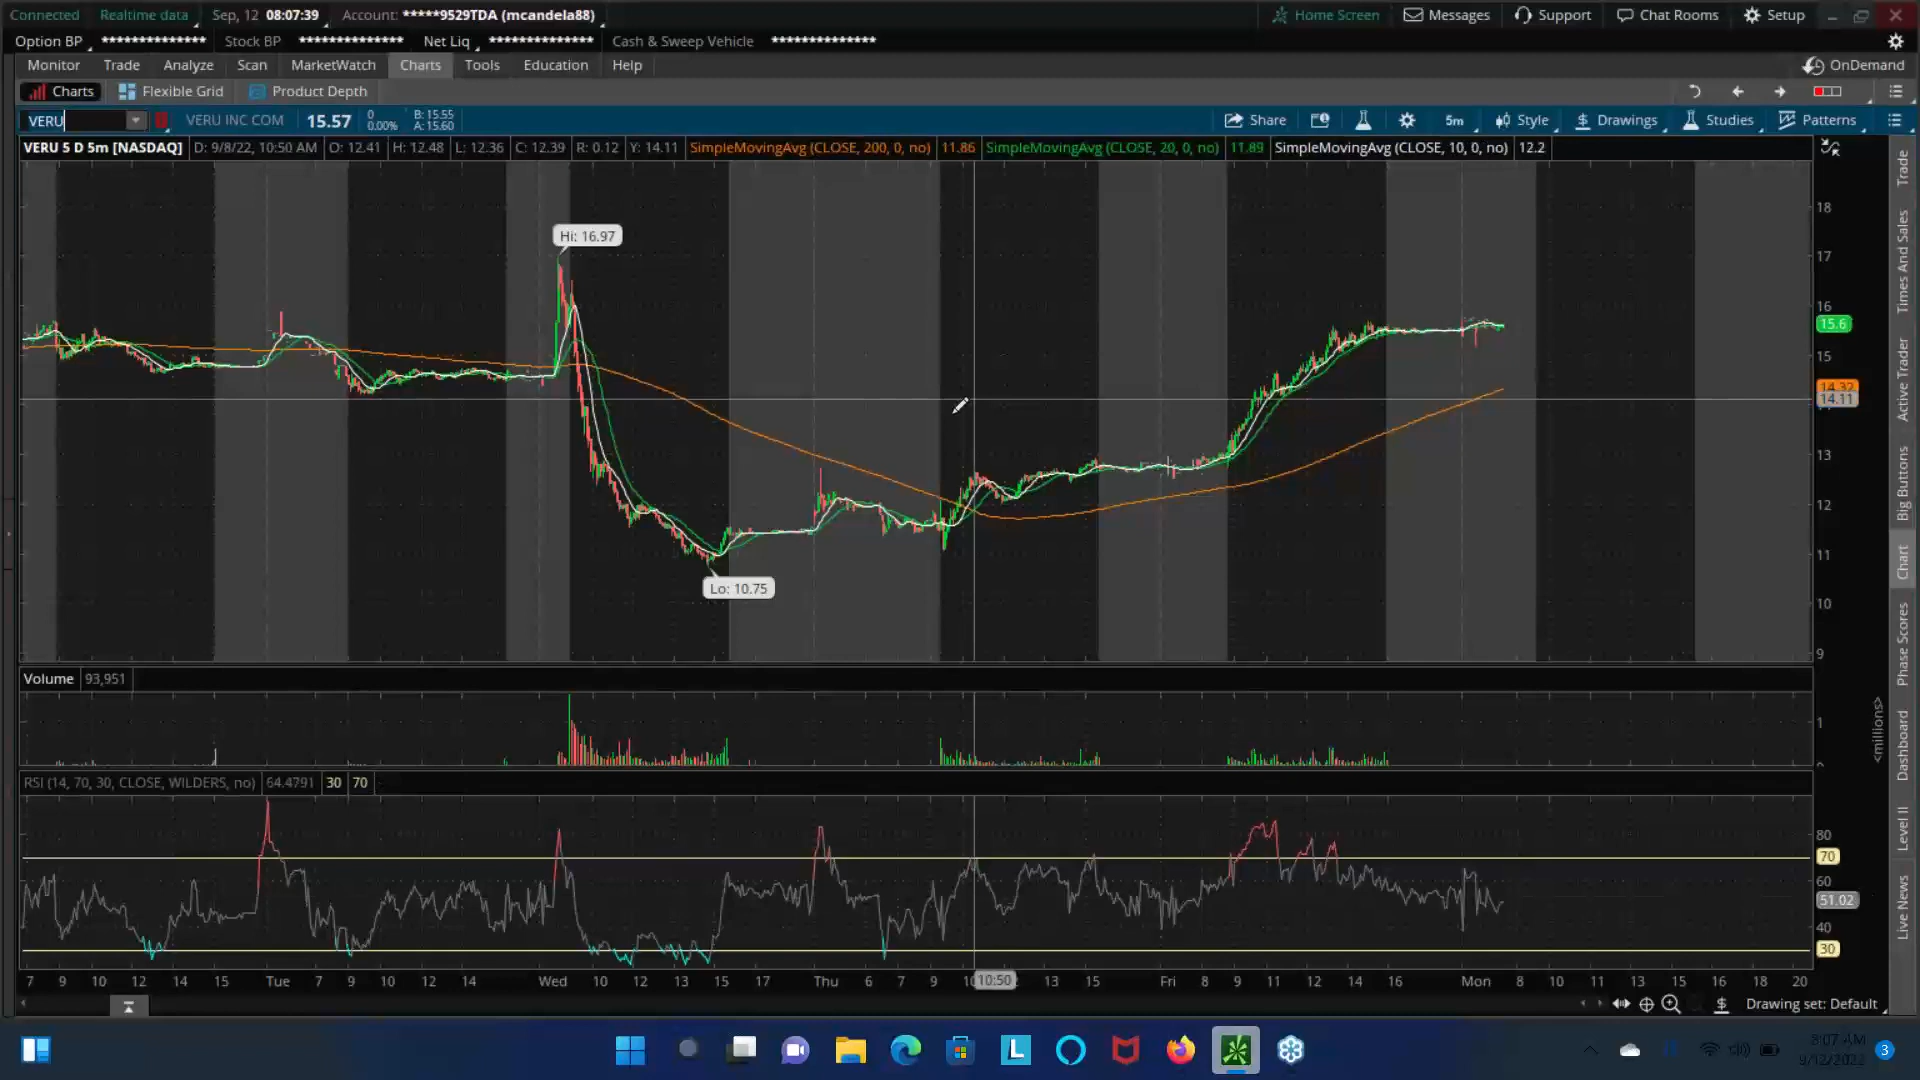 Connected Realtime data Sep, 12 08:07:39 Account: *****9529TDA (mcandela88) Home Screen Messages Support Chat Rooms Setup
Option BP ************** Stock BP ************** Net Liq ************** Cash & Sweep Vehicle **************
Monitor Trade Analyze Scan MarketWatch Charts Tools Education Help OnDemand
Charts Flexible Grid Product Depth
VERU VERU INC COM 15.57 0 B: 15.55
0.00% A: 15.60
Share 5m Style Drawings Studies Patterns
VERU 5 D 5m [NASDAQ] D: 9/8/22, 10:50 AM O: 12.41 H: 12.48 L: 12.36 C: 12.39 R: 0.12 Y: 14.11 SimpleMovingAvg (CLOSE, 200, 0, no) 11.86 SimpleMovingAvg (CLOSE, 20, 0, no) 11.89 SimpleMovingAvg (CLOSE, 10, 0, no) 12.2
18
Hi: 16.97
17
16
15.6
15
14.32
14.11
13
12
11
Lo: 10.75
10
9
Volume 93,951
1
0
<millions>
RSI (14, 70, 30, CLOSE, WILDERS, no) 64.4791 30 70
80
70
60
51.02
40
30
7 9 10 12 14 15 Tue 7 9 10 12 14 Wed 10 12 13 15 17 Thu 6 7 9 10:50 13 15 Fri 8 9 11 12 14 16 Mon 8 10 11 13 15 16 18 20
Drawing set: Default
Trade
Times And Sales
Active Trader
Big Buttons
Chart
Phase Scores
Dashboard
Level II
Live News
L
8:07 AM
9/12/2022
3